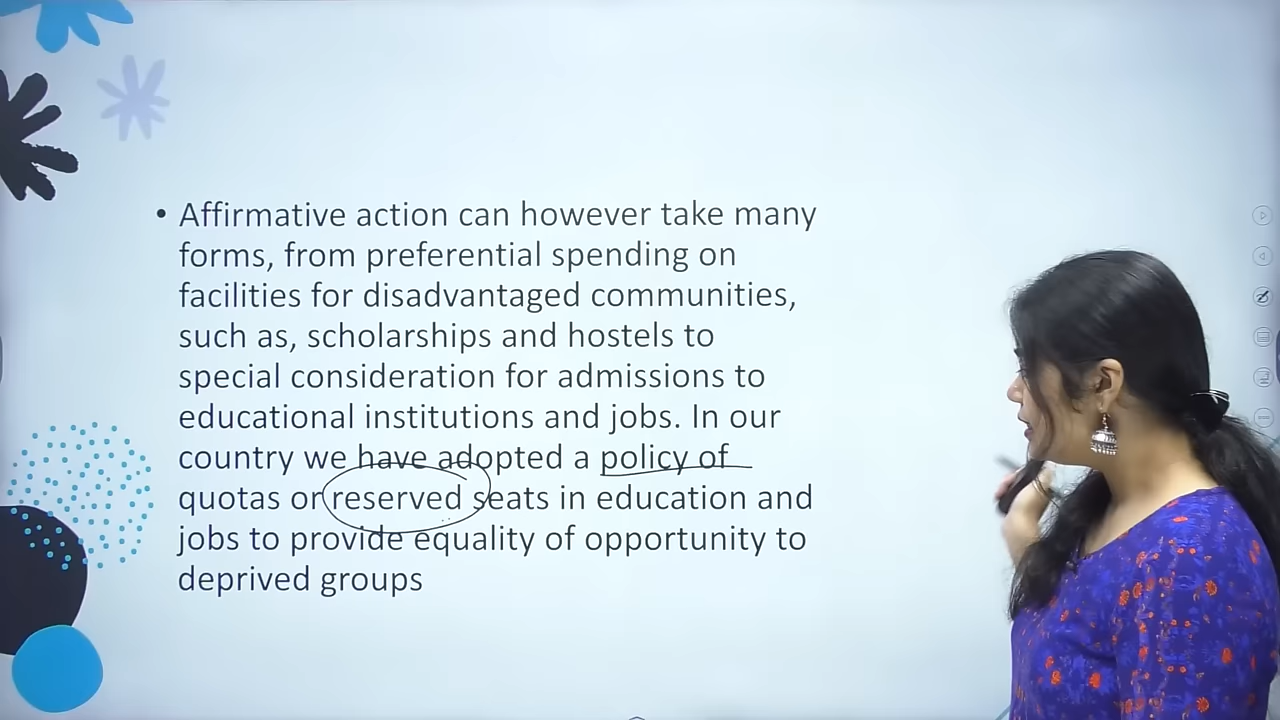 • Affirmative action can however take many
forms, from preferential spending on
facilities for disadvantaged communities,
such as, scholarships and hostels to
special consideration for admissions to
educational institutions and jobs. In our
country we have adopted a policy of
quotas or reserved seats in education and
jobs to provide equality of opportunity to
deprived groups